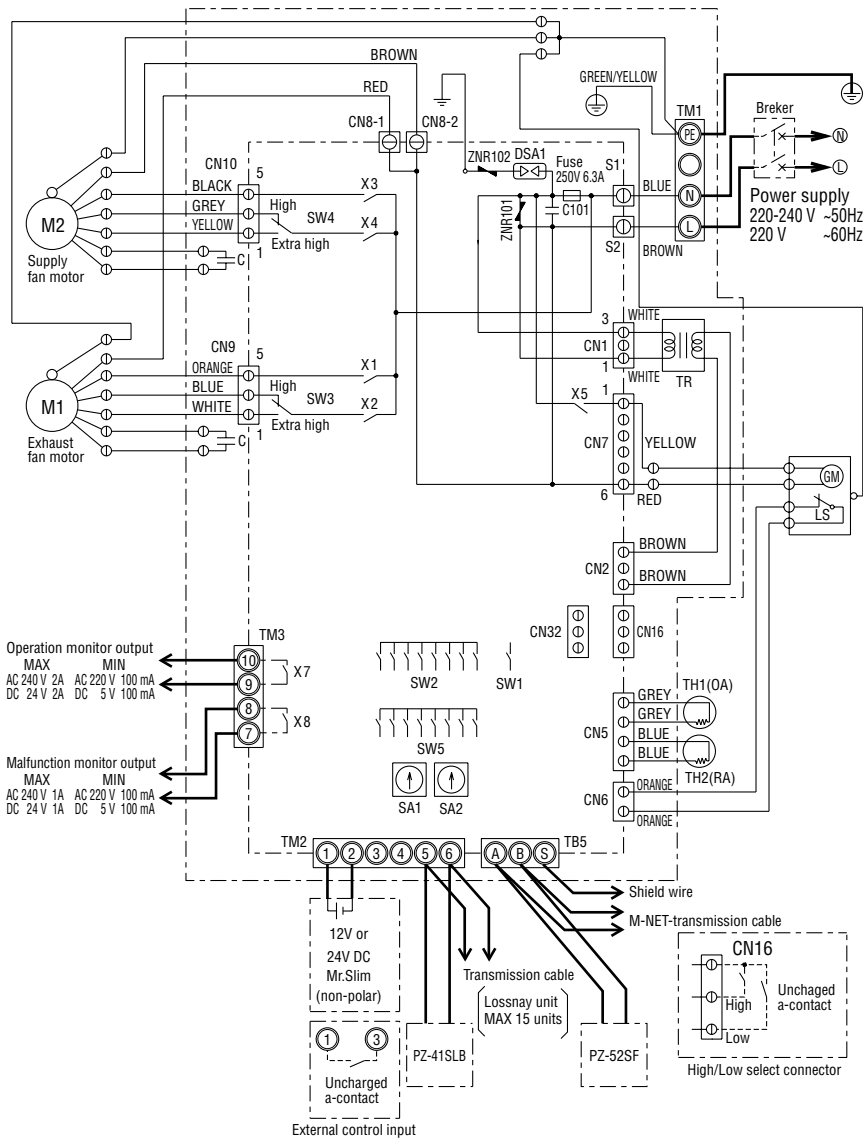 BROWN
RED
GREEN/YELLOW
TM1
Breker
CN8-1
CN8-2
PE
N
ZNR102
DSA1
Fuse
250V 6.3A
S1
CN10
5
BLACK
X3
BLUE
N
L
GREY
High
SW4
ZNR101
C101
Power supply
220-240 V ~50Hz
220 V ~60Hz
M2
YELLOW
X4
Extra high
S2
L
BROWN
Supply
fan motor
C
1
3
WHITE
CN1
CN9
5
1
WHITE
TR
ORANGE
X1
BLUE
High
SW3
X5
1
M1
WHITE
X2
Extra high
CN7
YELLOW
Exhaust
fan motor
C
1
GM
6
RED
LS
BROWN
CN2
BROWN
TM3
CN32
CN16
Operation monitor output
MAX MIN
AC 240 V 2A AC 220 V 100 mA
DC 24 V 2A DC 5 V 100 mA
10
9
8
7
X7
X8
SW2
SW1
GREY
TH1(OA)
GREY
CN5
BLUE
BLUE
TH2(RA)
SW5
Malfunction monitor output
MAX MIN
AC 240 V 1A AC 220 V 100 mA
DC 24 V 1A DC 5 V 100 mA
SA1
SA2
CN6
ORANGE
ORANGE
TM2
1
2
3
4
5
6
A
B
S
TB5
Shield wire
M-NET-transmission cable
12V or
24V DC
Mr.Slim
(non-polar)
Transmission cable
Lossnay unit
MAX 15 units
CN16
Unchaged
a-contact
High
Low
High/Low select connector
1
3
Uncharged
a-contact
External control input
PZ-41SLB
PZ-52SF